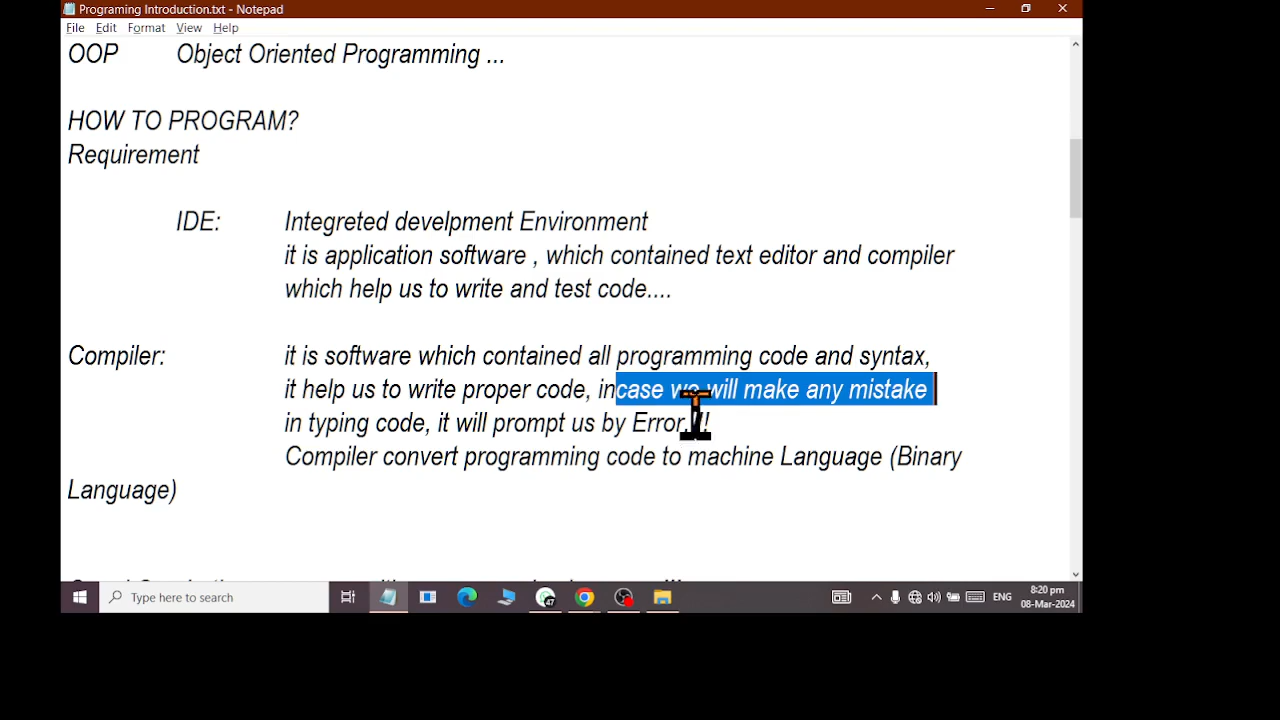 Programing Introduction.txt - Notepad
File Edit Format View Help
OOP Object Oriented Programming ...
HOW TO PROGRAM?
Requirement
IDE: Integreted develpment Environment
it is application software , which contained text editor and compiler
which help us to write and test code....
Compiler: it is software which contained all programming code and syntax,
it help us to write proper code, incase we will make any mistake
in typing code, it will prompt us by Error.!!!
Compiler convert programming code to machine Language (Binary
Language)
Type here to search
47
ENG
8:20 pm
08-Mar-2024